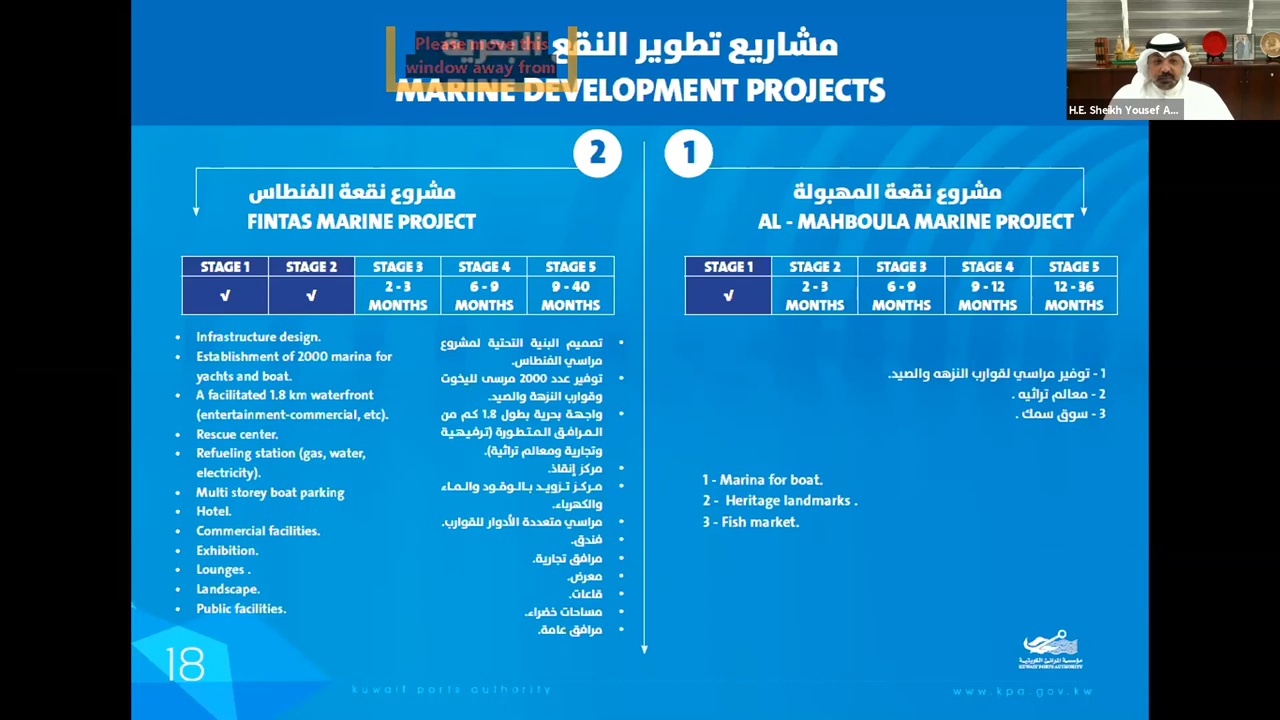 مشاريع تطوير النقع البحرية
Please move this
window away from
MARINE DEVELOPMENT PROJECTS
H.E. Sheikh Yousef A...
1
مشروع نقعة المهبولة
AL - MAHBOULA MARINE PROJECT
STAGE 1 STAGE 2 STAGE 3 STAGE 4 STAGE 5
√ 2 - 3 MONTHS 6 - 9 MONTHS 9 - 12 MONTHS 12 - 36 MONTHS
1 - توفير مراسي لقوارب النزهه والصيد.
2 - معالم تراثيه .
3 - سوق سمك .
1 - Marina for boat.
2 - Heritage landmarks .
3 - Fish market.
2
مشروع نقعة الفنطاس
FINTAS MARINE PROJECT
STAGE 1 STAGE 2 STAGE 3 STAGE 4 STAGE 5
√ √ 2 - 3 MONTHS 6 - 9 MONTHS 9 - 40 MONTHS
• Infrastructure design.
• Establishment of 2000 marina for
yachts and boat.
• A facilitated 1.8 km waterfront
(entertainment-commercial, etc).
• Rescue center.
• Refueling station (gas, water,
electricity).
• Multi storey boat parking
• Hotel.
• Commercial facilities.
• Exhibition.
• Lounges .
• Landscape.
• Public facilities.
• تصميم البنية التحتية لمشروع
مراسي الفنطاس.
• توفير عدد 2000 مرسى لليخوت
وقوارب النزهة والصيد.
• واجهة بحرية بطول 1.8 كم من
المرافق المتطورة (ترفيهية
وتجارية ومعالم تراثية).
• مركز إنقاذ.
• مركز تزويد بالوقود والماء
والكهرباء.
• مراسي متعددة الأدوار للقوارب.
• فندق.
• مرافق تجارية.
• معرض.
• قاعات.
• مساحات خضراء.
• مرافق عامة.
مؤسسة الموانئ الكويتية
KUWAIT PORTS AUTHORITY
18
kuwait ports authority
www.kpa.gov.kw